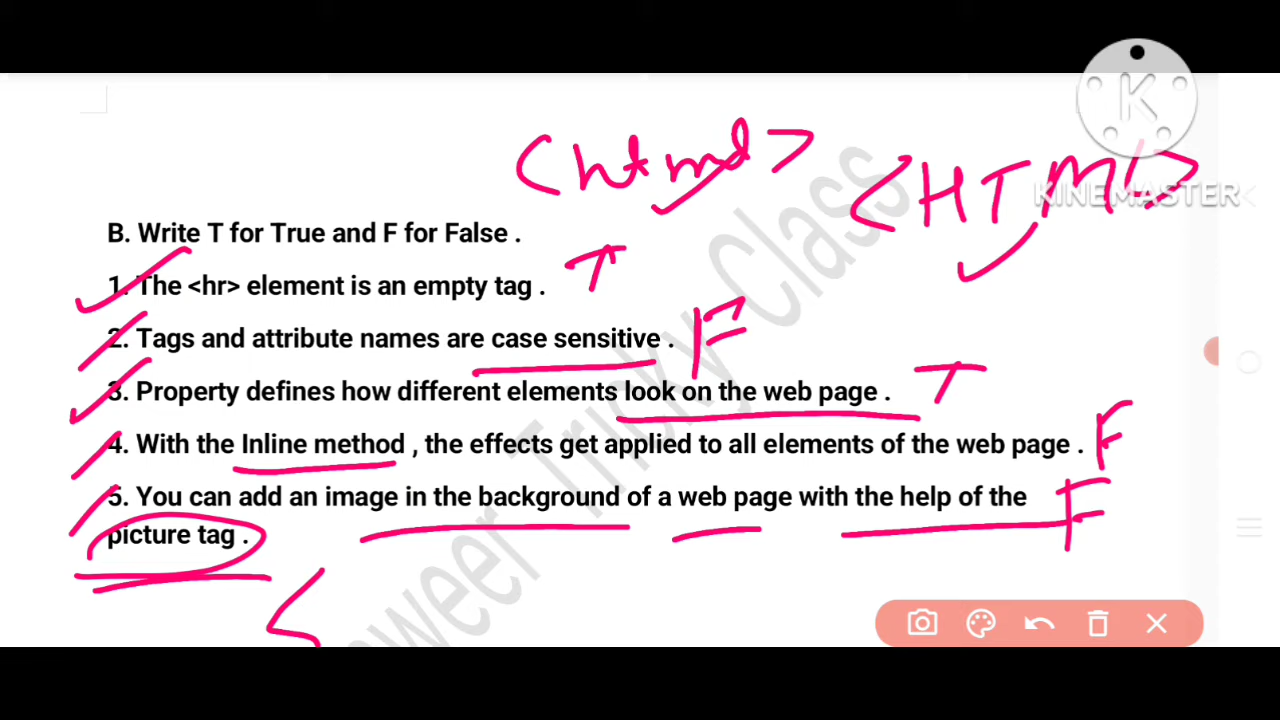 <html> <HTML>
KINEMASTER
B. Write T for True and F for False .
1. The <hr> element is an empty tag . T
2. Tags and attribute names are case sensitive . F
3. Property defines how different elements look on the web page . T
4. With the Inline method , the effects get applied to all elements of the web page . F
5. You can add an image in the background of a web page with the help of the F
picture tag .
<
Tricky Class